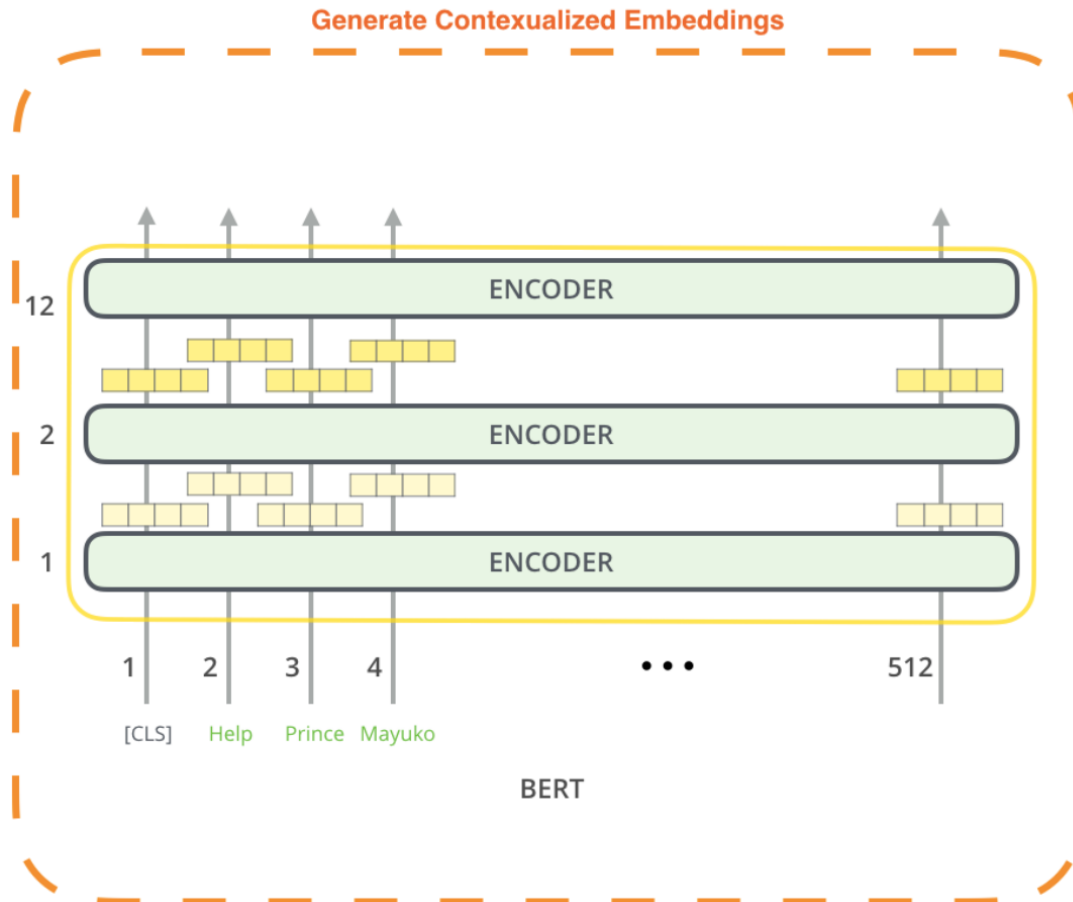 Generate Contexualized Embeddings
12 ENCODER
2 ENCODER
1 ENCODER
1 2 3 4 ••• 512
[CLS] Help Prince Mayuko
BERT